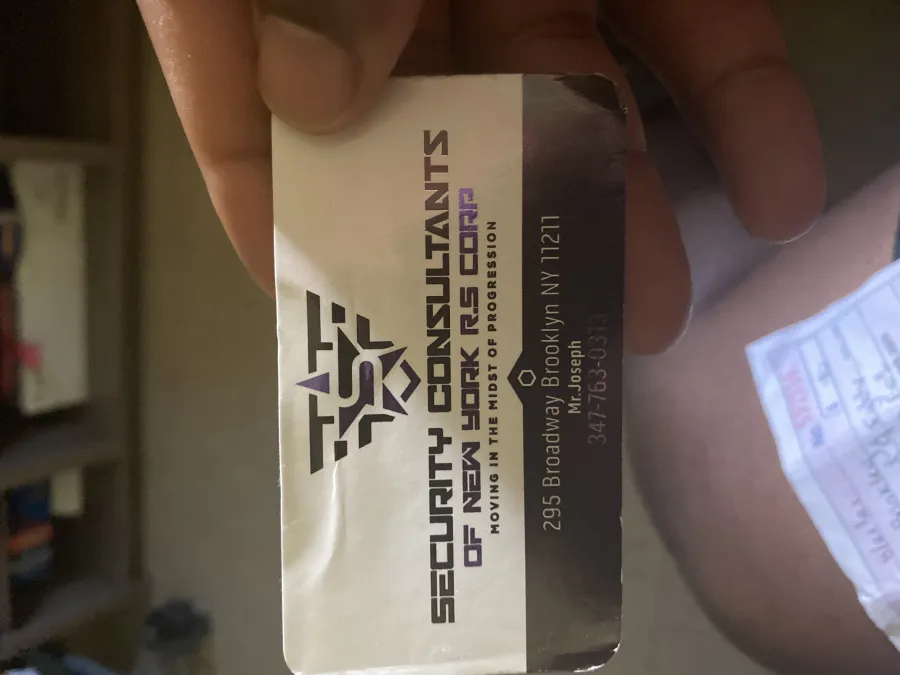 SECURITY CONSULTANTS
OF NEW YORK R.S CORP
MOVING IN THE MIDST OF PROGRESSION
295 Broadway Brooklyn NY 11211
Mr.Joseph
347-763-0313